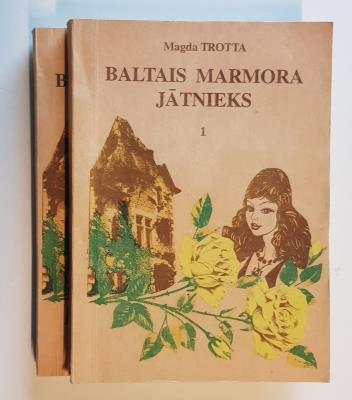 Magda TROTTA
BALTAIS MARMORA
JĀTNIEKS
1
B